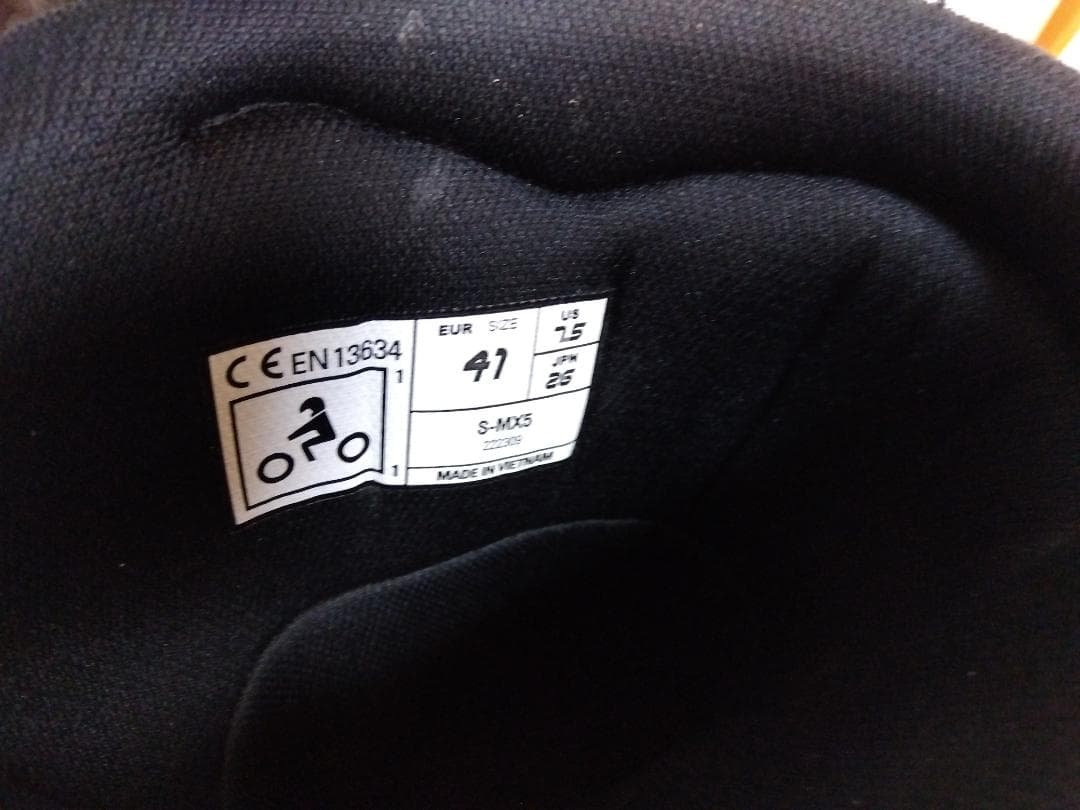 CE EN13634
1
1
EUR SIZE
41
US
7.5
JPN
26
S-MX5
222309
MADE IN VIETNAM